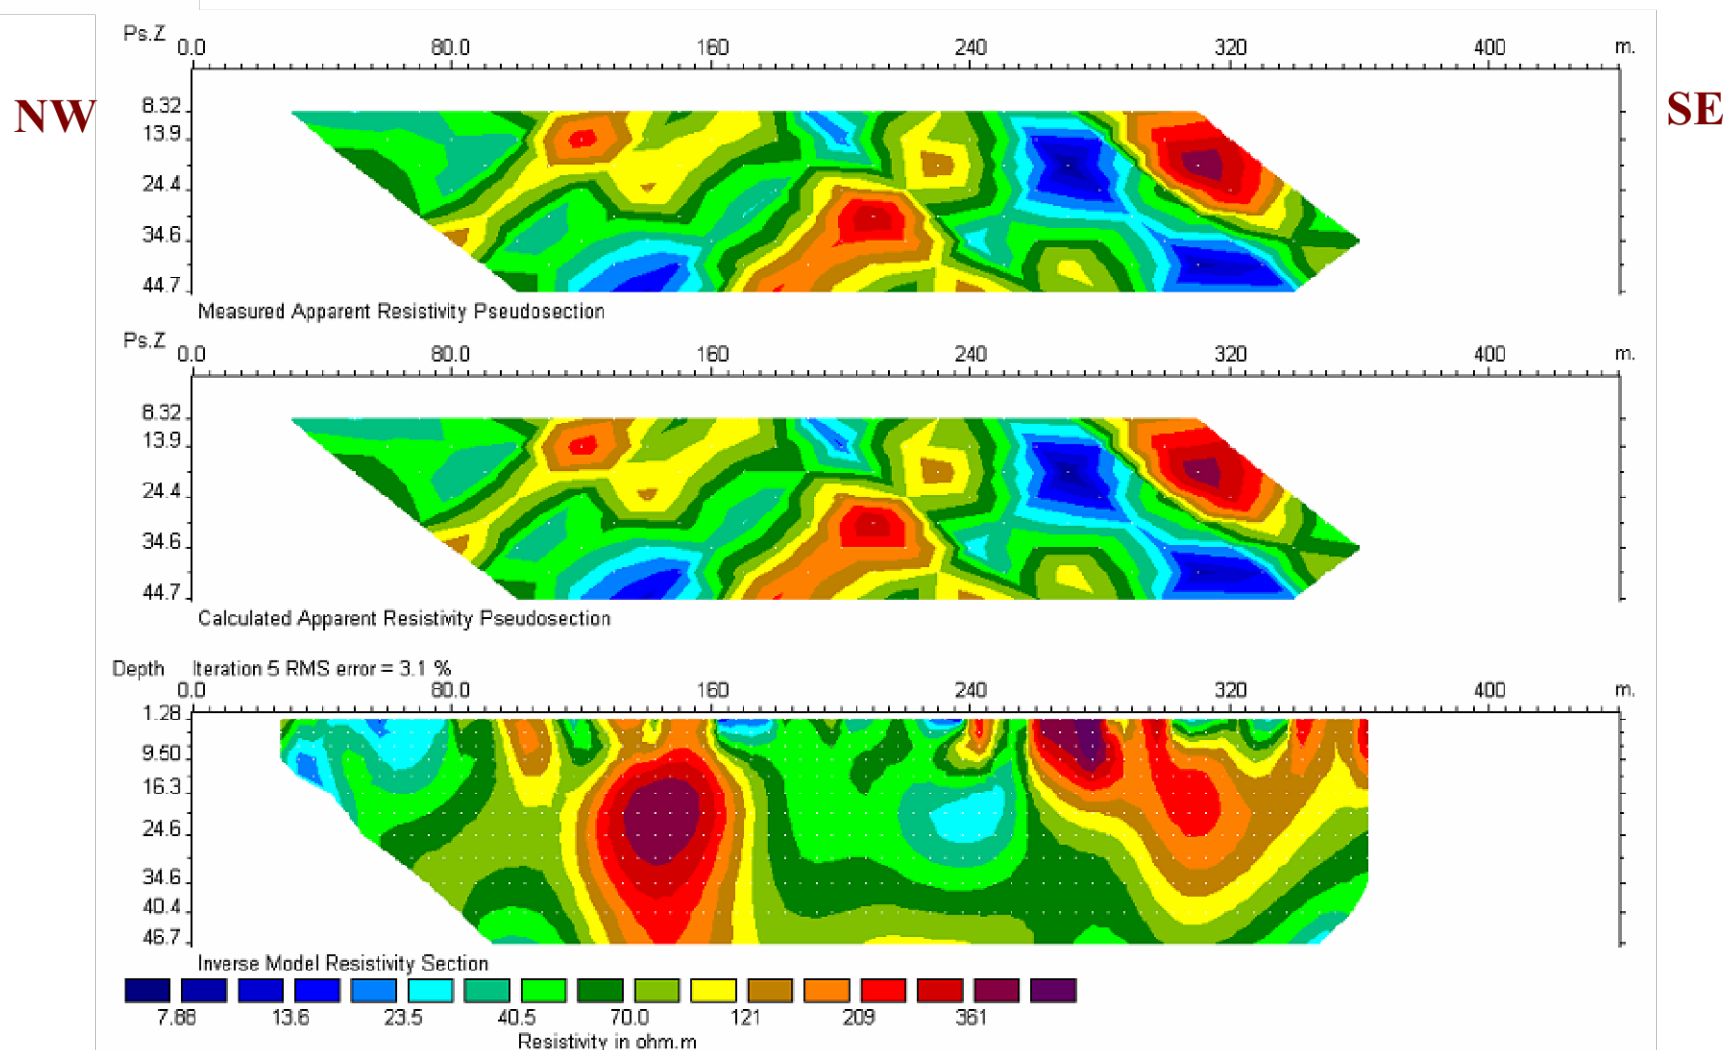 Ps.Z 0.0 80.0 160 240 320 400 m.
NW
SE
8.32
13.9
24.4
34.6
44.7
Measured Apparent Resistivity Pseudosection
Ps.Z 0.0 80.0 160 240 320 400 m.
8.32
13.9
24.4
34.6
44.7
Calculated Apparent Resistivity Pseudosection
Depth Iteration 5 RMS error = 3.1 %
0.0 80.0 160 240 320 400 m.
1.28
9.50
16.3
24.6
34.6
40.4
46.7
Inverse Model Resistivity Section
7.86 13.6 23.5 40.5 70.0 121 209 361
Resistivity in ohm.m